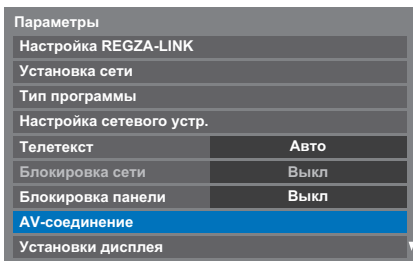 Параметры
Настройка REGZA-LINK
Установка сети
Тип программы
Настройка сетевого устр.
Телетекст Авто
Блокировка сети Выкл
Блокировка панели Выкл
AV-соединение
Установки дисплея